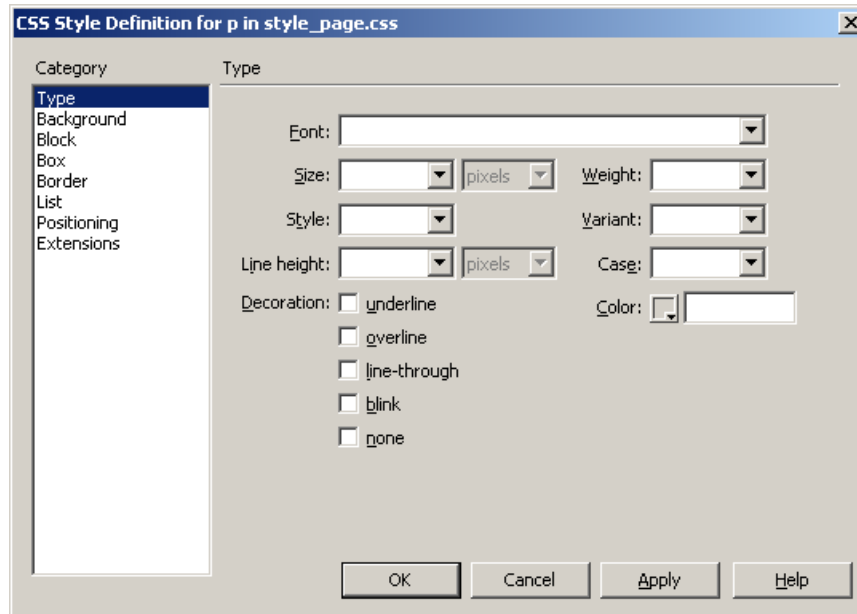 CSS Style Definition for p in style_page.css
Category
Type
Background
Block
Box
Border
List
Positioning
Extensions
Type
Font:
Size: pixels Weight:
Style: Variant:
Line height: pixels Case:
Decoration: underline Color:
overline
line-through
blink
none
OK Cancel Apply Help